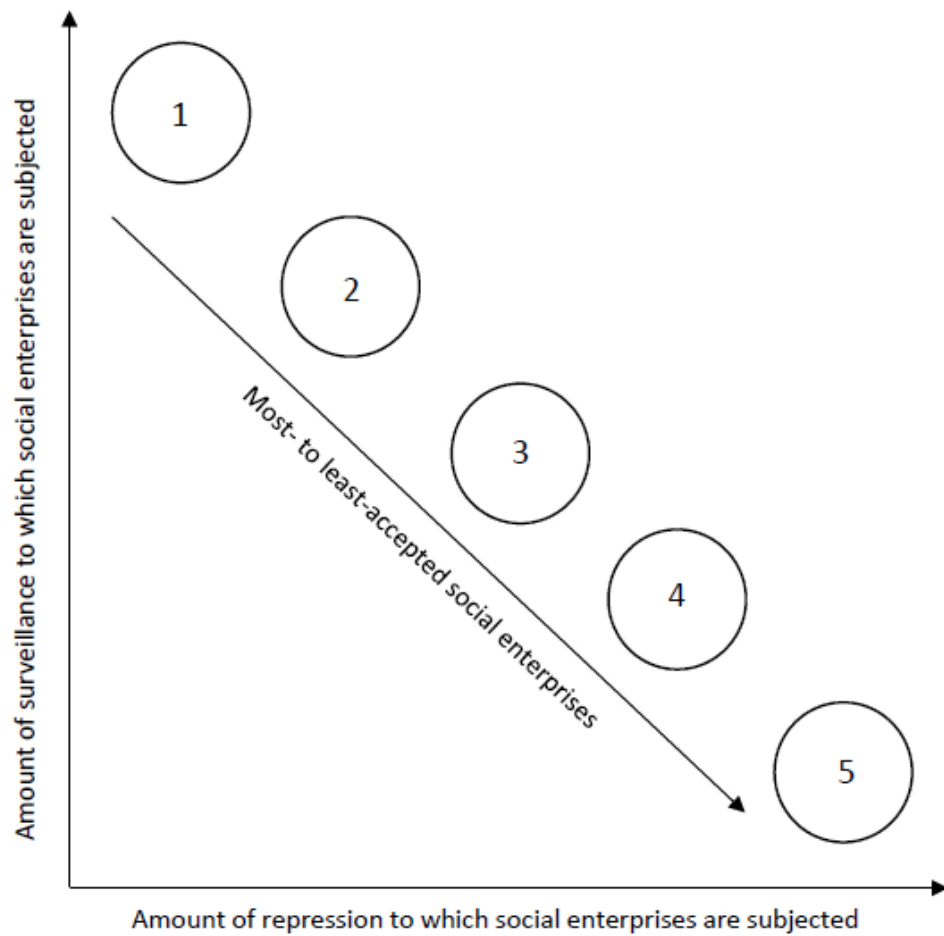 Amount of surveillance to which social enterprises are subjected
1
2
3
4
5
Most- to least-accepted social enterprises
Amount of repression to which social enterprises are subjected